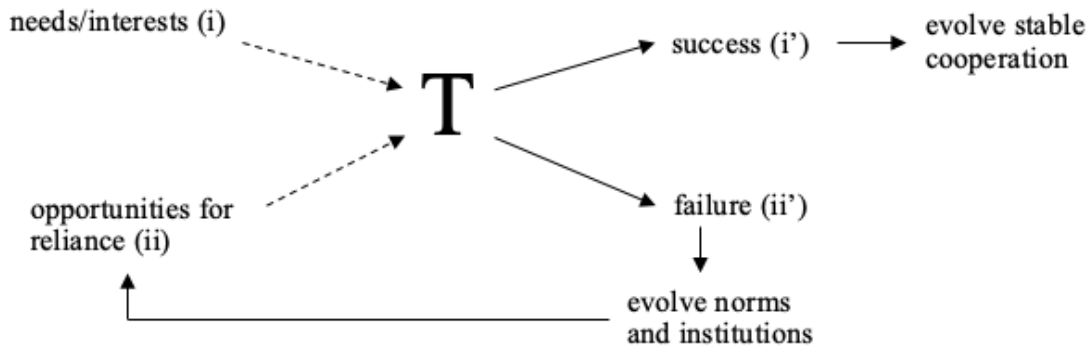 needs/interests (i)
success (i’)
evolve stable
cooperation
T
opportunities for
reliance (ii)
failure (ii’)
evolve norms
and institutions